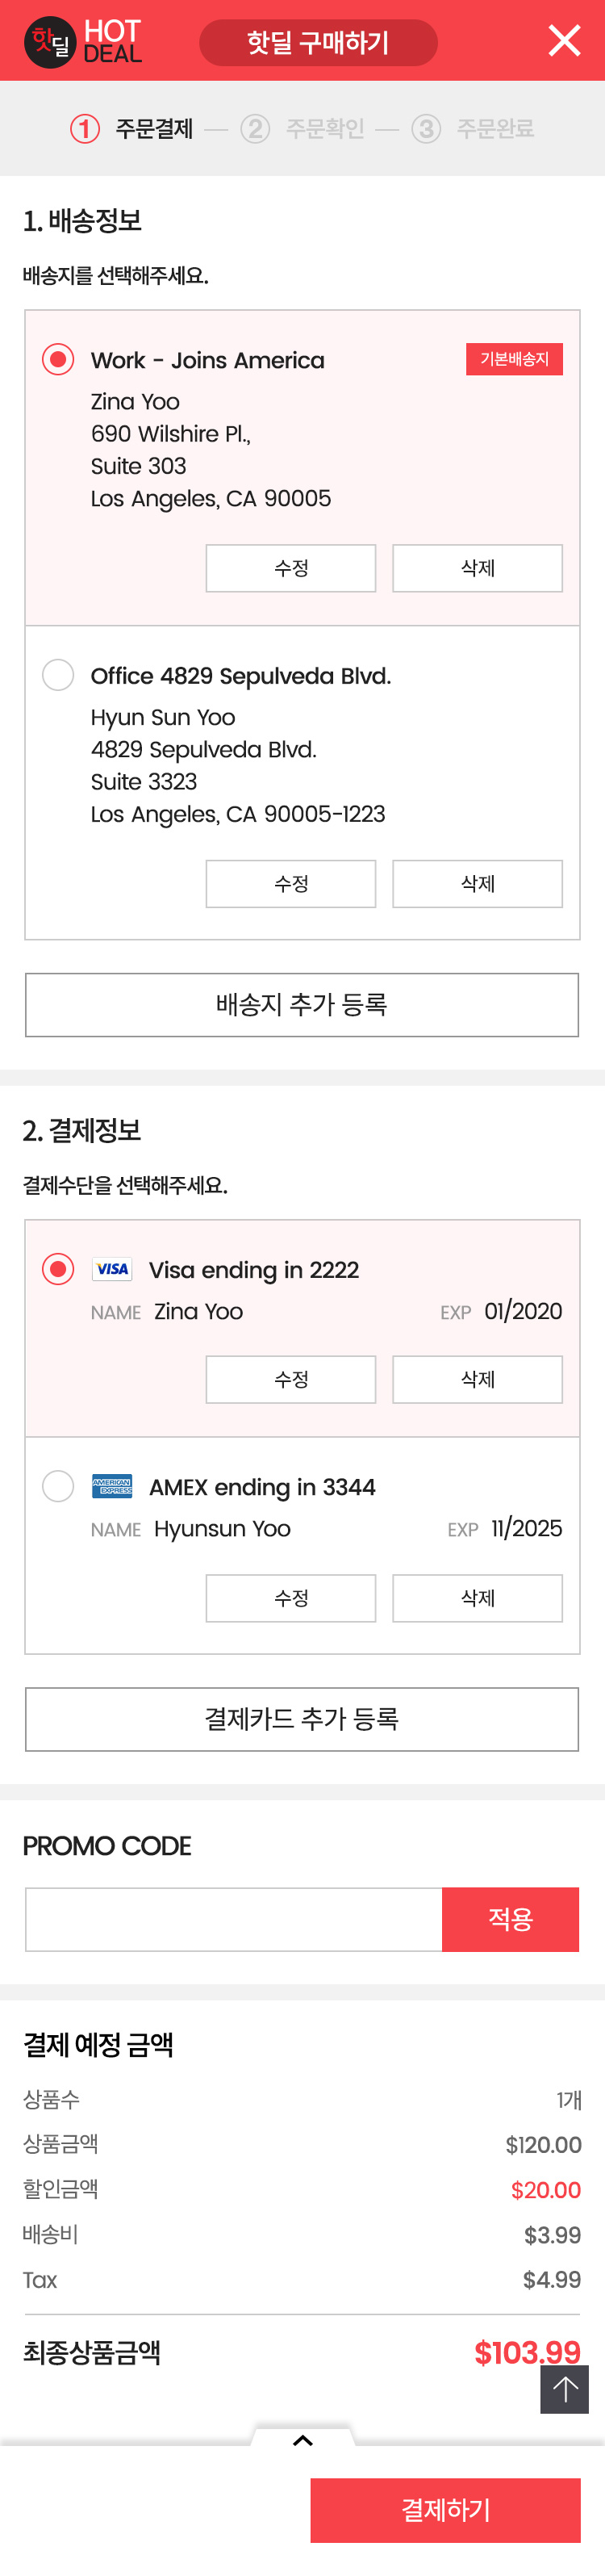 핫딜 HOT DEAL
핫딜 구매하기
1 주문결제 2 주문확인 3 주문완료
1. 배송정보
배송지를 선택해주세요.
Work - Joins America 기본배송지
Zina Yoo
690 Wilshire Pl.,
Suite 303
Los Angeles, CA 90005
수정 삭제
Office 4829 Sepulveda Blvd.
Hyun Sun Yoo
4829 Sepulveda Blvd.
Suite 3323
Los Angeles, CA 90005-1223
수정 삭제
배송지 추가 등록
2. 결제정보
결제수단을 선택해주세요.
VISA Visa ending in 2222
NAME Zina Yoo EXP 01/2020
수정 삭제
AMERICAN EXPRESS AMEX ending in 3344
NAME Hyunsun Yoo EXP 11/2025
수정 삭제
결제카드 추가 등록
PROMO CODE
적용
결제 예정 금액
상품수 1개
상품금액 $120.00
할인금액 $20.00
배송비 $3.99
Tax $4.99
최종상품금액 $103.99
결제하기